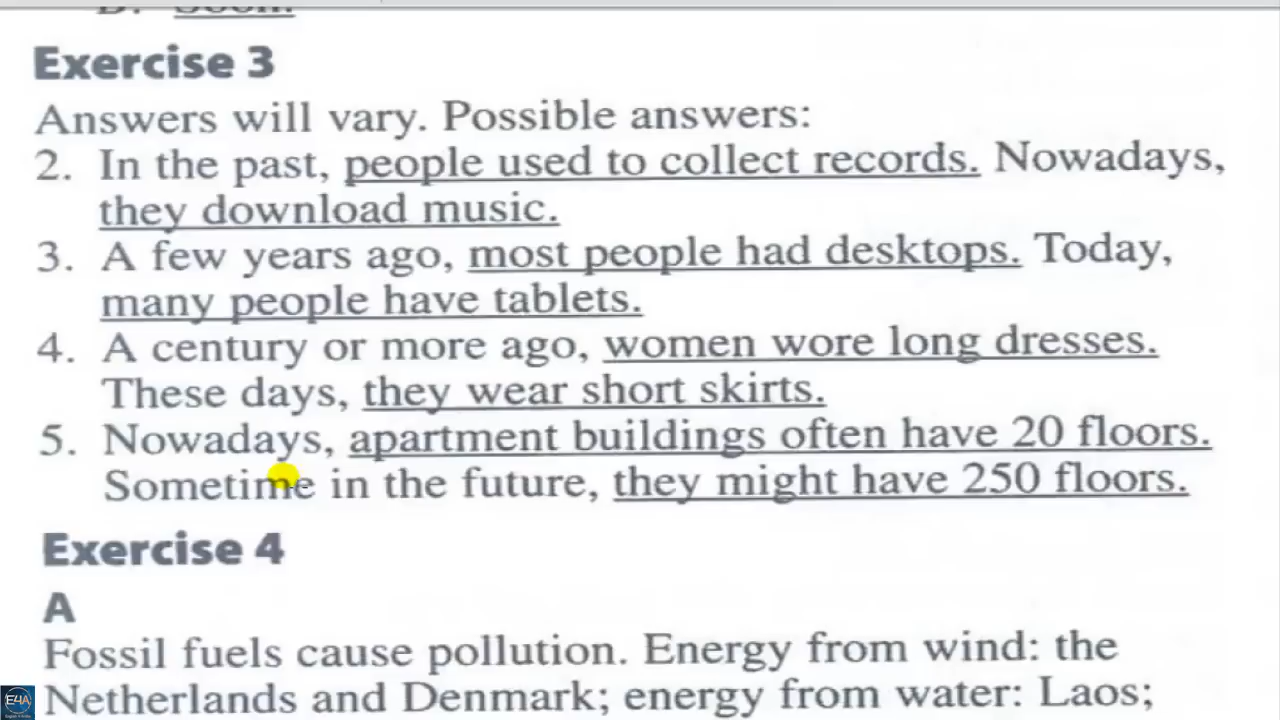 B. Soon.
Exercise 3
Answers will vary. Possible answers:
2. In the past, people used to collect records. Nowadays,
they download music.
3. A few years ago, most people had desktops. Today,
many people have tablets.
4. A century or more ago, women wore long dresses.
These days, they wear short skirts.
5. Nowadays, apartment buildings often have 20 floors.
Sometime in the future, they might have 250 floors.
Exercise 4
A
Fossil fuels cause pollution. Energy from wind: the
Netherlands and Denmark; energy from water: Laos;
E4A